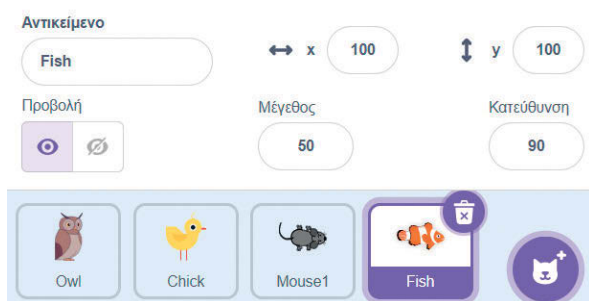 Αντικείμενο
Fish
x 100
y 100
Προβολή
Μέγεθος
Κατεύθυνση
50
90
Owl
Chick
Mouse1
Fish